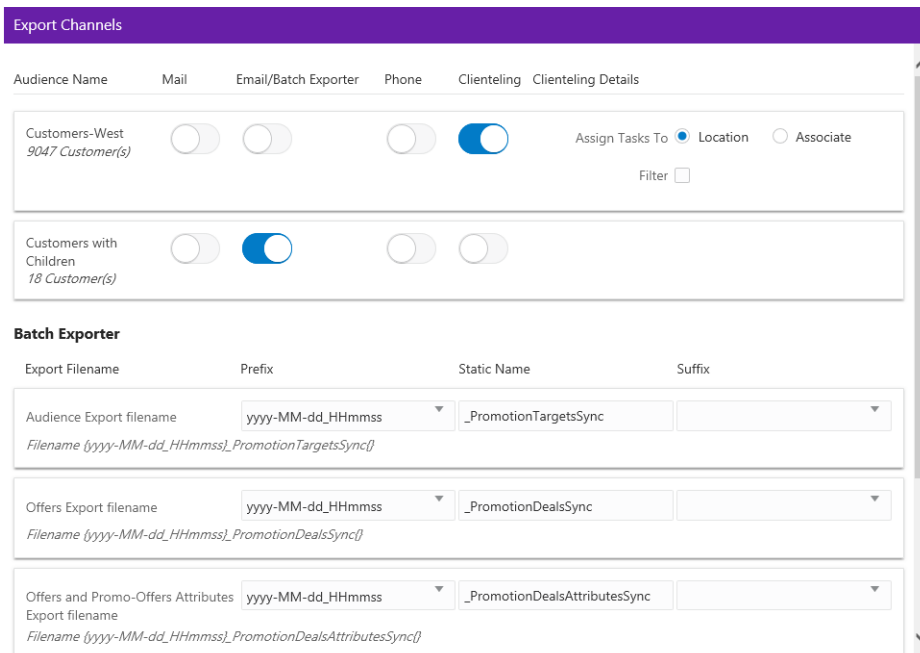 Export Channels
Audience Name Mail Email/Batch Exporter Phone Clienteling Clienteling Details
Customers-West
9047 Customer(s)
Assign Tasks To Location Associate
Filter
Customers with
Children
18 Customer(s)
Batch Exporter
Export Filename Prefix Static Name Suffix
Audience Export filename yyyy-MM-dd_HHmmss _PromotionTargetsSync
Filename {yyyy-MM-dd_HHmmss}_PromotionTargetsSync{}
Offers Export filename yyyy-MM-dd_HHmmss _PromotionDealsSync
Filename {yyyy-MM-dd_HHmmss}_PromotionDealsSync{}
Offers and Promo-Offers Attributes yyyy-MM-dd_HHmmss _PromotionDealsAttributesSync
Export filename
Filename {yyyy-MM-dd_HHmmss}_PromotionDealsAttributesSync{}